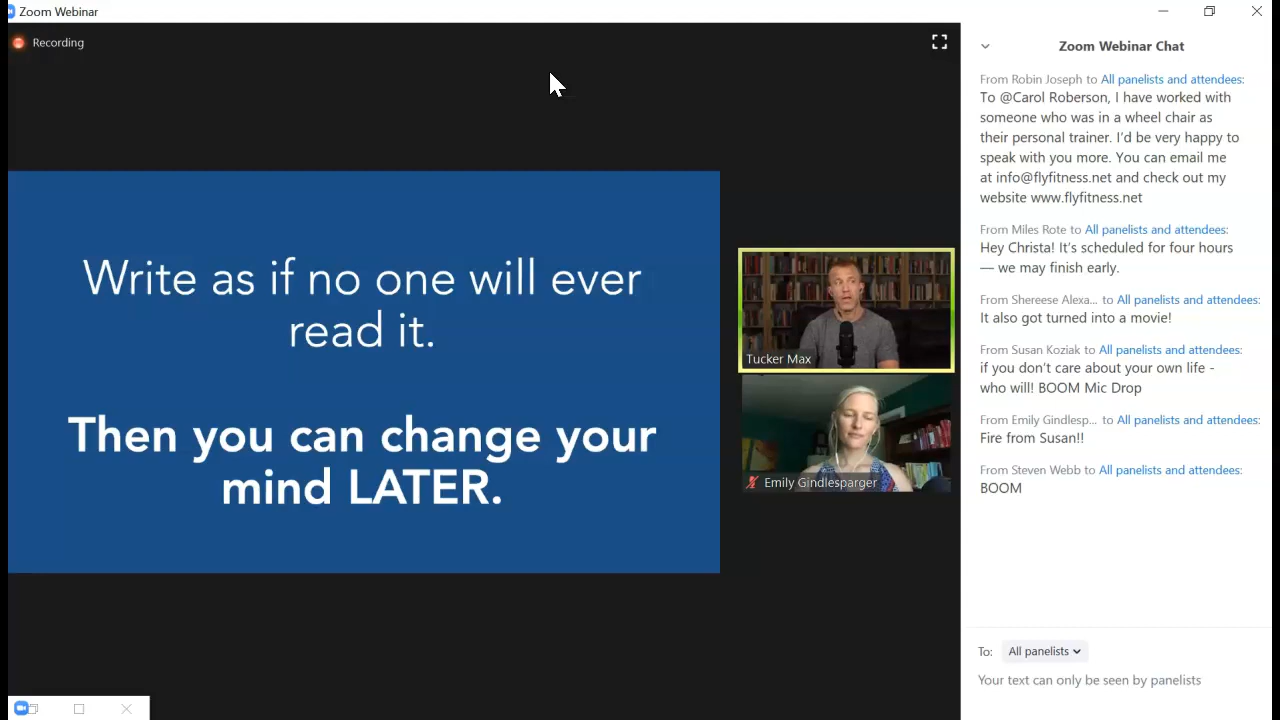 Zoom Webinar
Recording
Write as if no one will ever
read it.
Then you can change your
mind LATER.
Tucker Max
Emily Gindlesparger
Zoom Webinar Chat
From Robin Joseph to All panelists and attendees:
To @Carol Roberson, I have worked with
someone who was in a wheel chair as
their personal trainer. I'd be very happy to
speak with you more. You can email me
at info@flyfitness.net and check out my
website www.flyfitness.net
From Miles Rote to All panelists and attendees:
Hey Christa! It's scheduled for four hours
— we may finish early.
From Shereese Alexa... to All panelists and attendees:
It also got turned into a movie!
From Susan Koziak to All panelists and attendees:
if you don't care about your own life -
who will! BOOM Mic Drop
From Emily Gindlesp... to All panelists and attendees:
Fire from Susan!!
From Steven Webb to All panelists and attendees:
BOOM
To: All panelists
Your text can only be seen by panelists